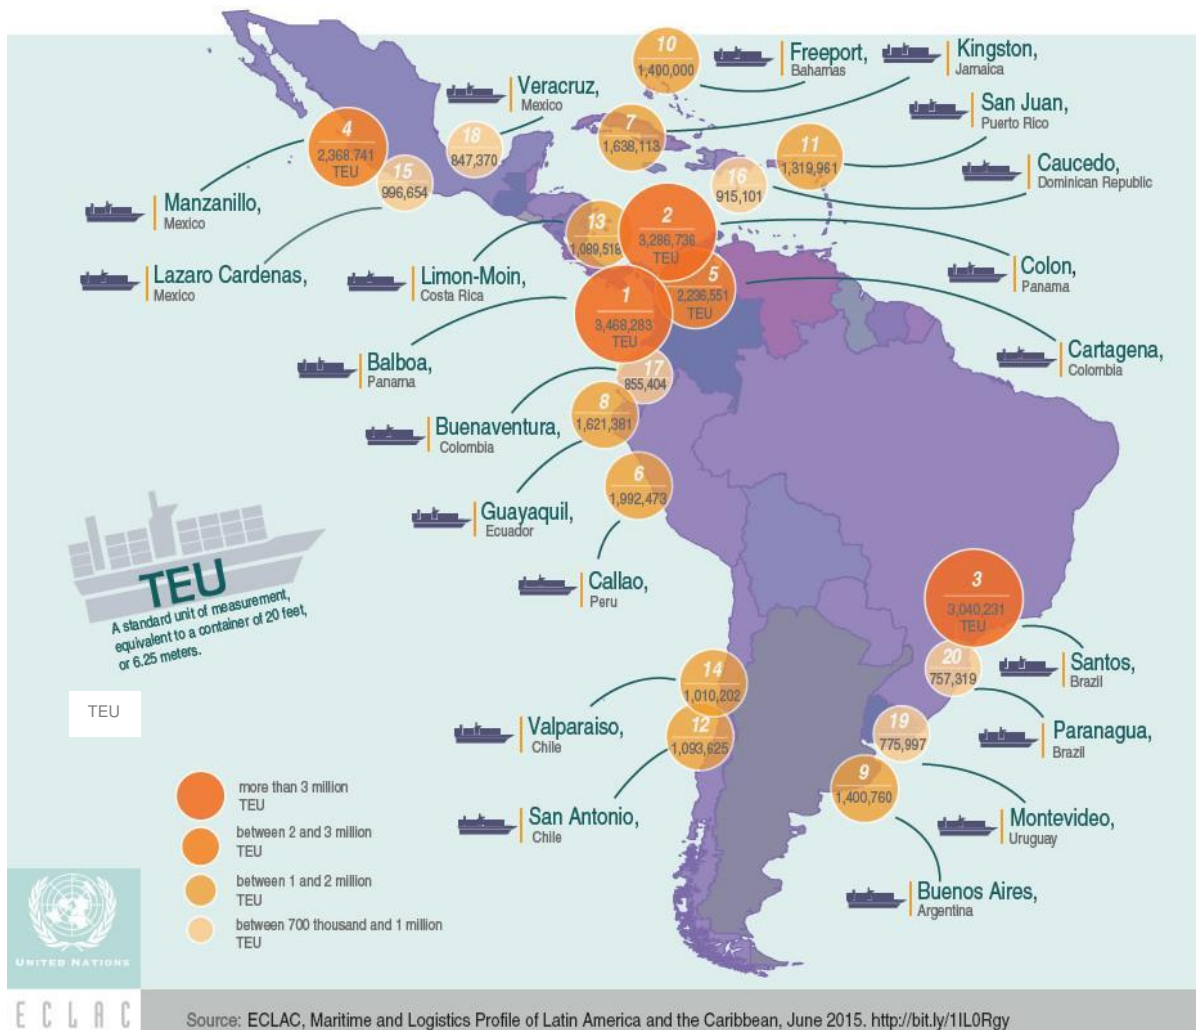 10
1,400,000
Freeport,
Bahamas
Kingston,
Jamaica
Veracruz,
Mexico
San Juan,
Puerto Rico
4
2,368.741
TEU
18
847,370
7
1,638,113
11
1,319,961
Caucedo,
Dominican Republic
15
996,654
16
915,101
Manzanillo,
Mexico
13
1,089,518
2
3,286,736
TEU
Lazaro Cardenas,
Mexico
Limon-Moin,
Costa Rica
5
2,236,551
TEU
Colon,
Panama
1
3,468,283
TEU
Balboa,
Panama
Cartagena,
Colombia
17
855,404
8
1,621,381
Buenaventura,
Colombia
6
1,992,473
Guayaquil,
Ecuador
Callao,
Peru
TEU
A standard unit of measurement,
equivalent to a container of 20 feet,
or 6.25 meters.
3
3,040,231
TEU
20
757,319
Santos,
Brazil
14
1,010,202
TEU
Valparaiso,
Chile
12
1,093,625
19
775,997
Paranagua,
Brazil
9
1,400,760
San Antonio,
Chile
Montevideo,
Uruguay
Buenos Aires,
Argentina
more than 3 million
TEU
between 2 and 3 million
TEU
between 1 and 2 million
TEU
between 700 thousand and 1 million
TEU
UNITED NATIONS
ECLAC
Source: ECLAC, Maritime and Logistics Profile of Latin America and the Caribbean, June 2015. http://bit.ly/1IL0Rgy